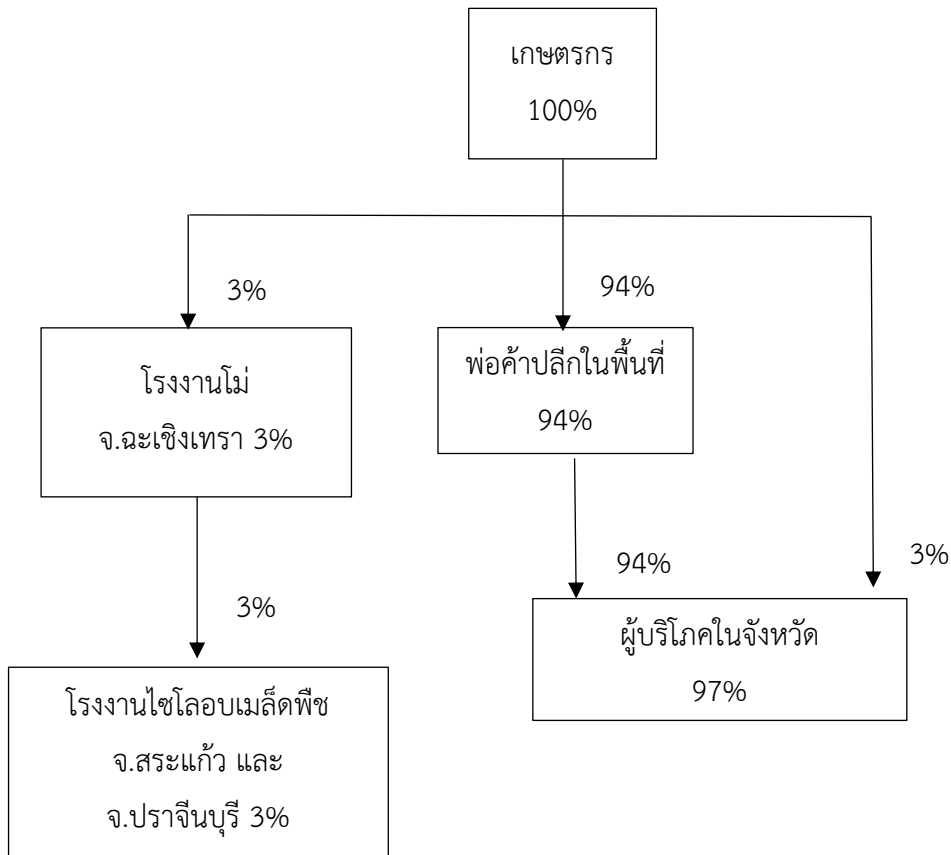 เกษตรกร
100%
3%
94%
โรงงานโม่
จ.ฉะเชิงเทรา 3%
พ่อค้าปลีกในพื้นที่
94%
3%
94%
3%
โรงงานไซโลอบเมล็ดพืช
จ.สระแก้ว และ
จ.ปราจีนบุรี 3%
ผู้บริโภคในจังหวัด
97%